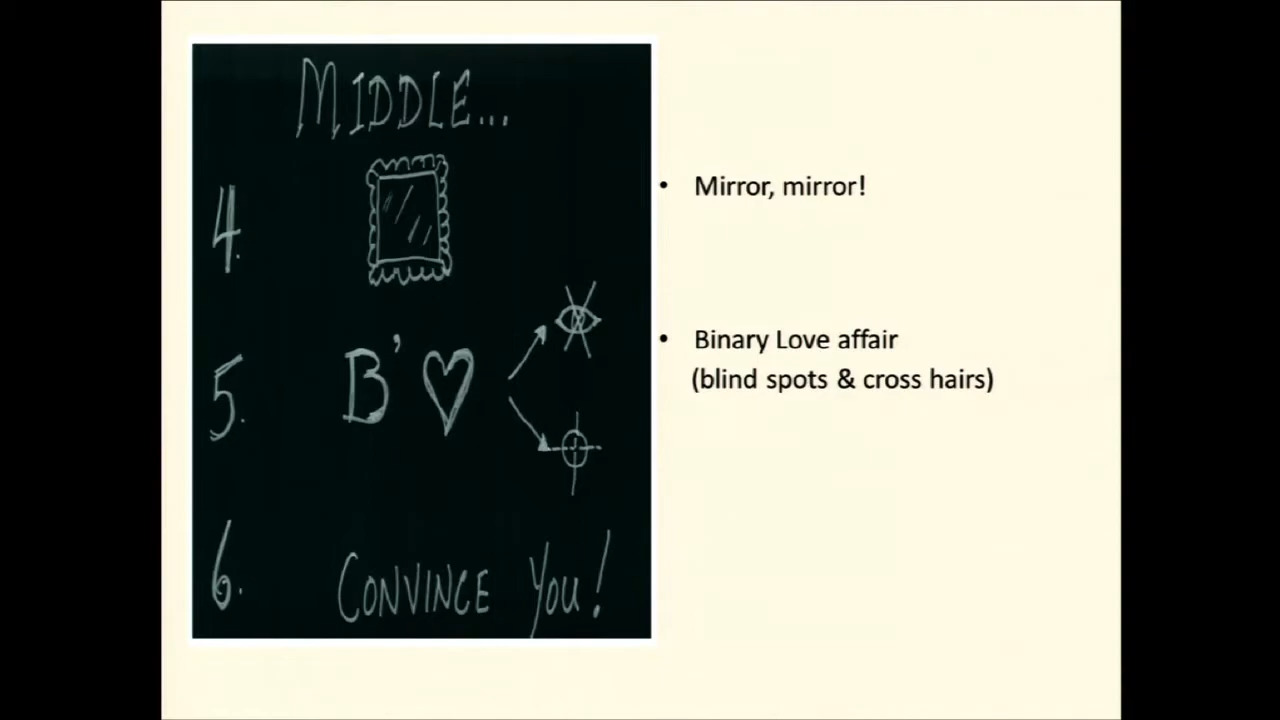 MIDDLE...
4.
5. B'
6. CONVINCE YOU!
• Mirror, mirror!
• Binary Love affair
(blind spots & cross hairs)